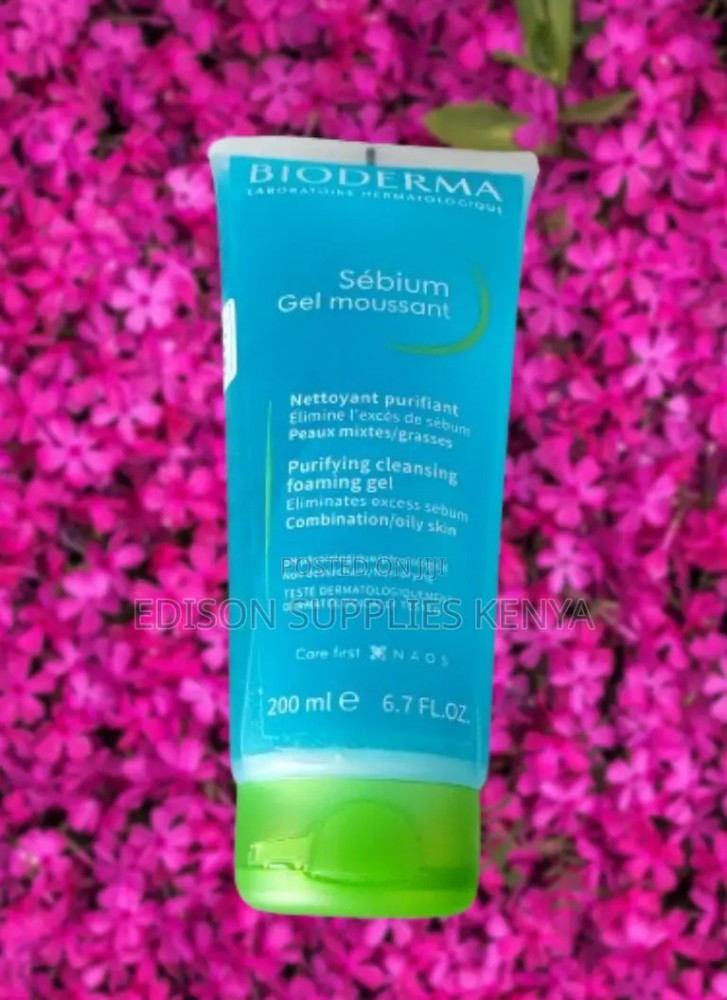 BIODERMA
LABORATOIRE DERMATOLOGIQUE
Sébium
Gel moussant
Nettoyant purifiant
Elimine l'excès de sébum
Peaux mixtes/grasses
Purifying cleansing
foaming gel
Eliminates excess sebum
Combination/oily skin
POSTED ON JIJI
TESTÉ DERMATOLOGIQUEMENT
EDISON SUPPLIES KENYA
Care first NAOS
200 ml e 6.7 FL.OZ.